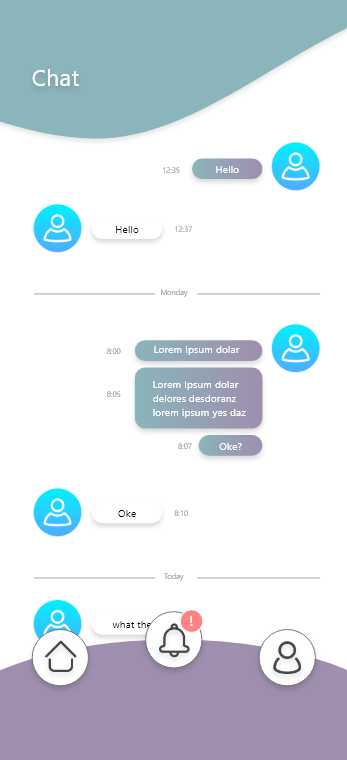 Chat
12:35
Hello
Hello
12:37
Monday
8:00
Lorem Ipsum dolar
8:05
Lorem Ipsum dolar
delores desdoranz
lorem ipsum yes daz
8:07
Oke?
Oke
8:10
Today
what the
!